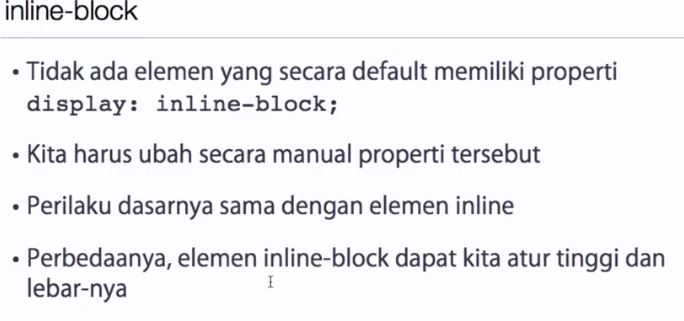 inline-block
• Tidak ada elemen yang secara default memiliki properti
display: inline-block;
• Kita harus ubah secara manual properti tersebut
• Perilaku dasarnya sama dengan elemen inline
• Perbedaanya, elemen inline-block dapat kita atur tinggi dan
lebar-nya